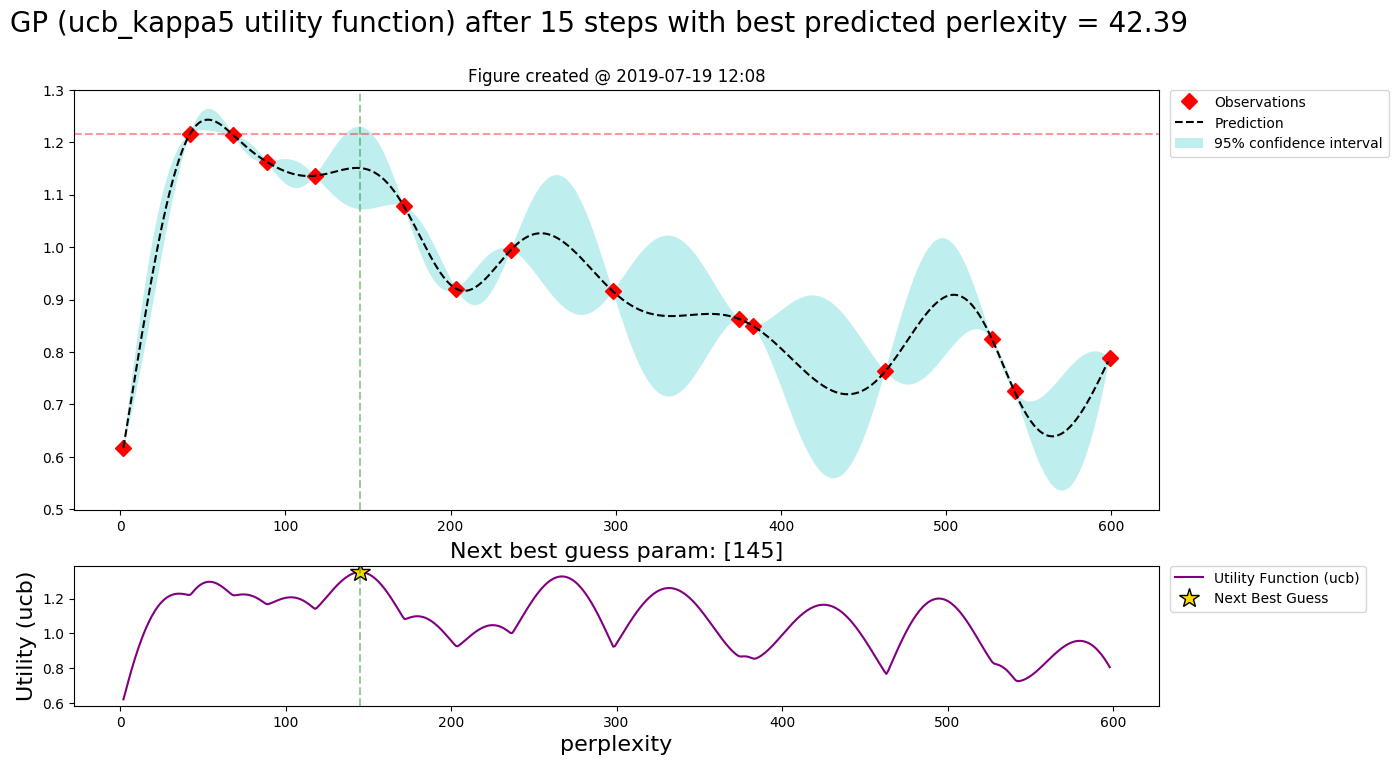 GP (ucb_kappa5 utility function) after 15 steps with best predicted perlexity = 42.39
Figure created @ 2019-07-19 12:08
1.3
1.2
1.1
1.0
0.9
0.8
0.7
0.6
0.5
0 100 200 300 400 500 600
Observations
Prediction
95% confidence interval
Next best guess param: [145]
Utility (ucb)
1.2
1.0
0.8
0.6
0 100 200 300 400 500 600
perplexity
Utility Function (ucb)
Next Best Guess